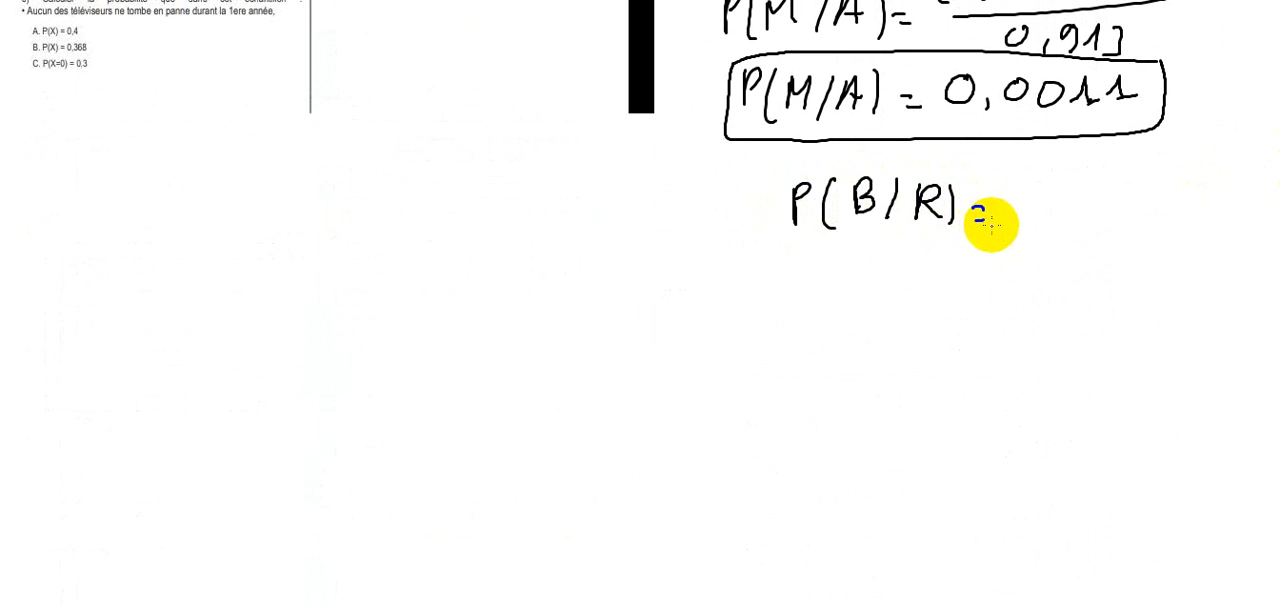 • Aucun des téléviseurs ne tombe en panne durant la 1ere année,
A. P(X) = 0,4
B. P(X) = 0,368
C. P(X=0) = 0.3
P(M/A) =
0,913
P(M/A) = 0,0011
P(B/R) =